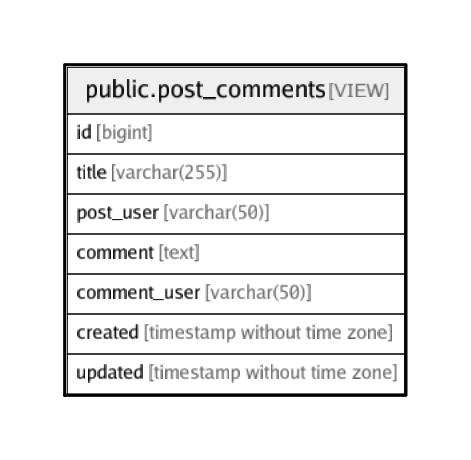 public.post_comments [VIEW]
id [bigint]
title [varchar(255)]
post_user [varchar(50)]
comment [text]
comment_user [varchar(50)]
created [timestamp without time zone]
updated [timestamp without time zone]